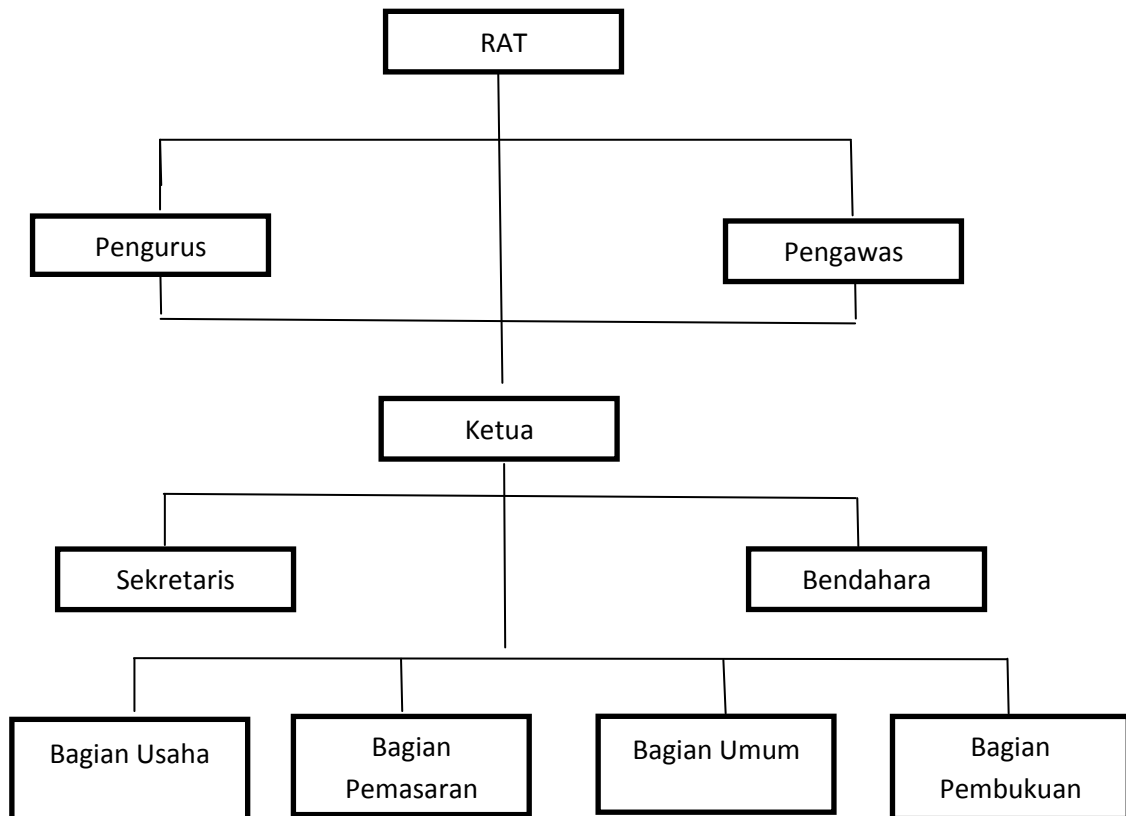 RAT
Pengurus
Pengawas
Ketua
Sekretaris
Bendahara
Bagian Usaha
Bagian
Pemasaran
Bagian Umum
Bagian
Pembukuan